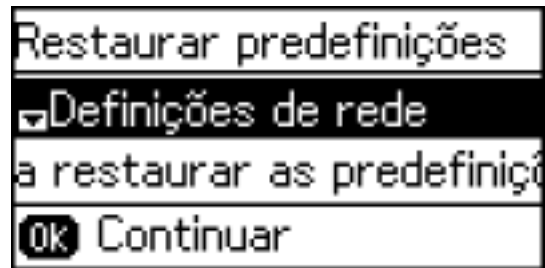 Restaurar predefinições
Definições de rede
a restaurar as predefiniçõ
OK Continuar